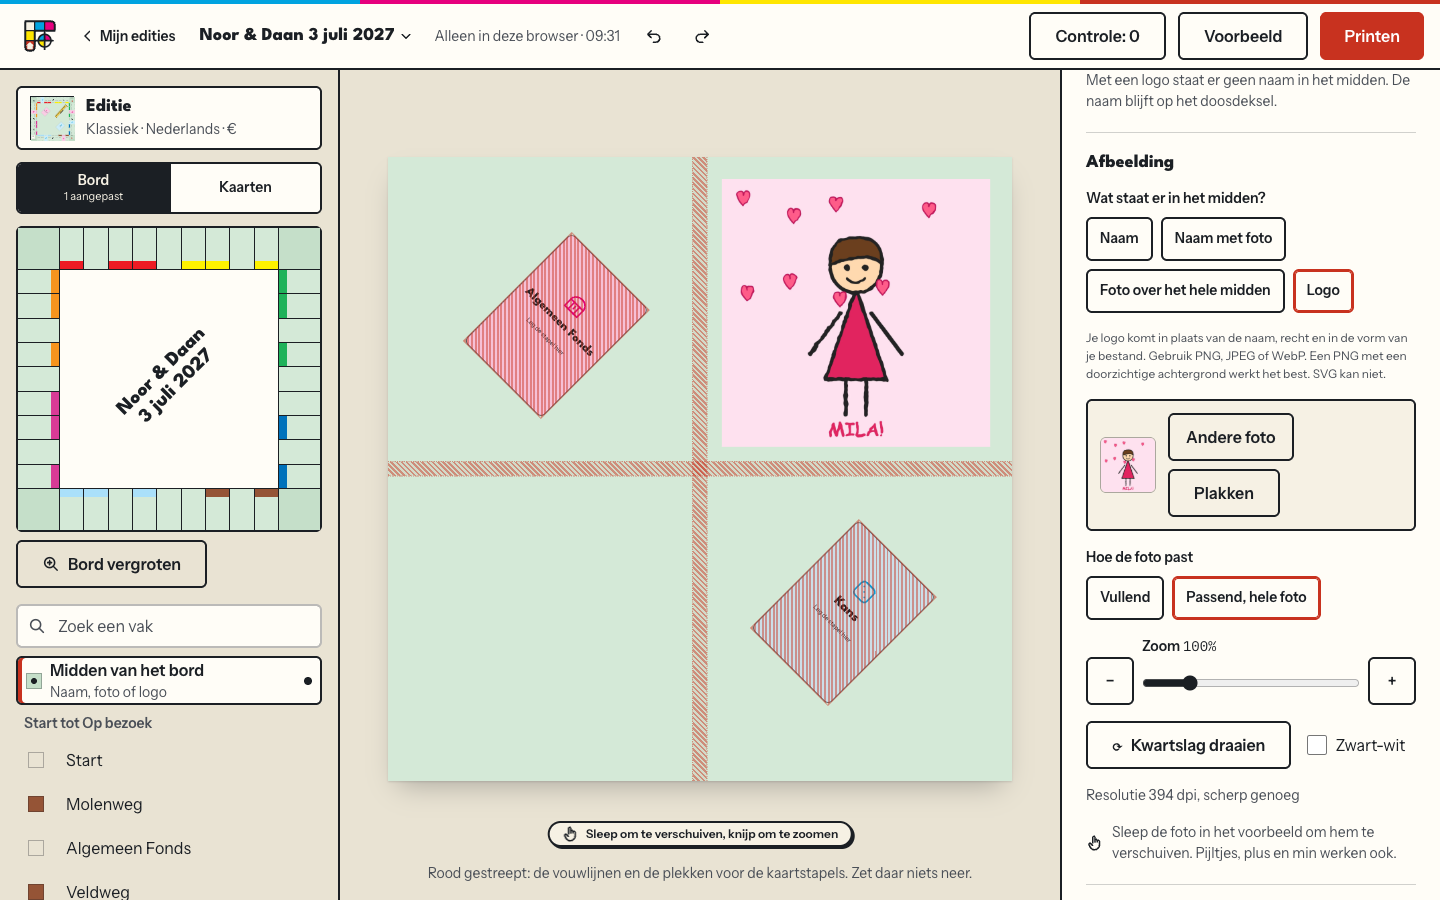 Mijn edities
Noor & Daan 3 juli 2027
Alleen in deze browser · 09:31
Controle: 0
Voorbeeld
Printen
Editie
Klassiek · Nederlands · €
Bord
1 aangepast
Kaarten
Noor & Daan
3 juli 2027
Bord vergroten
Zoek een vak
Midden van het bord
Naam, foto of logo
Start tot Op bezoek
Start
Molenweg
Algemeen Fonds
Veldweg
Algemeen Fonds
Leg de stapel hier
MILA!
Kans
Leg de stapel hier
Sleep om te verschuiven, knijp om te zoomen
Rood gestreept: de vouwlijnen en de plekken voor de kaartstapels. Zet daar niets neer.
Met een logo staat er geen naam in het midden. De
naam blijft op het doosdeksel.
Afbeelding
Wat staat er in het midden?
Naam
Naam met foto
Foto over het hele midden
Logo
Je logo komt in plaats van de naam, recht en in de vorm van
je bestand. Gebruik PNG, JPEG of WebP. Een PNG met een
doorzichtige achtergrond werkt het best. SVG kan niet.
MILA!
Andere foto
Plakken
Hoe de foto past
Vullend
Passend, hele foto
Zoom 100%
Kwartslag draaien
Zwart-wit
Resolutie 394 dpi, scherp genoeg
Sleep de foto in het voorbeeld om hem te
verschuiven. Pijltjes, plus en min werken ook.